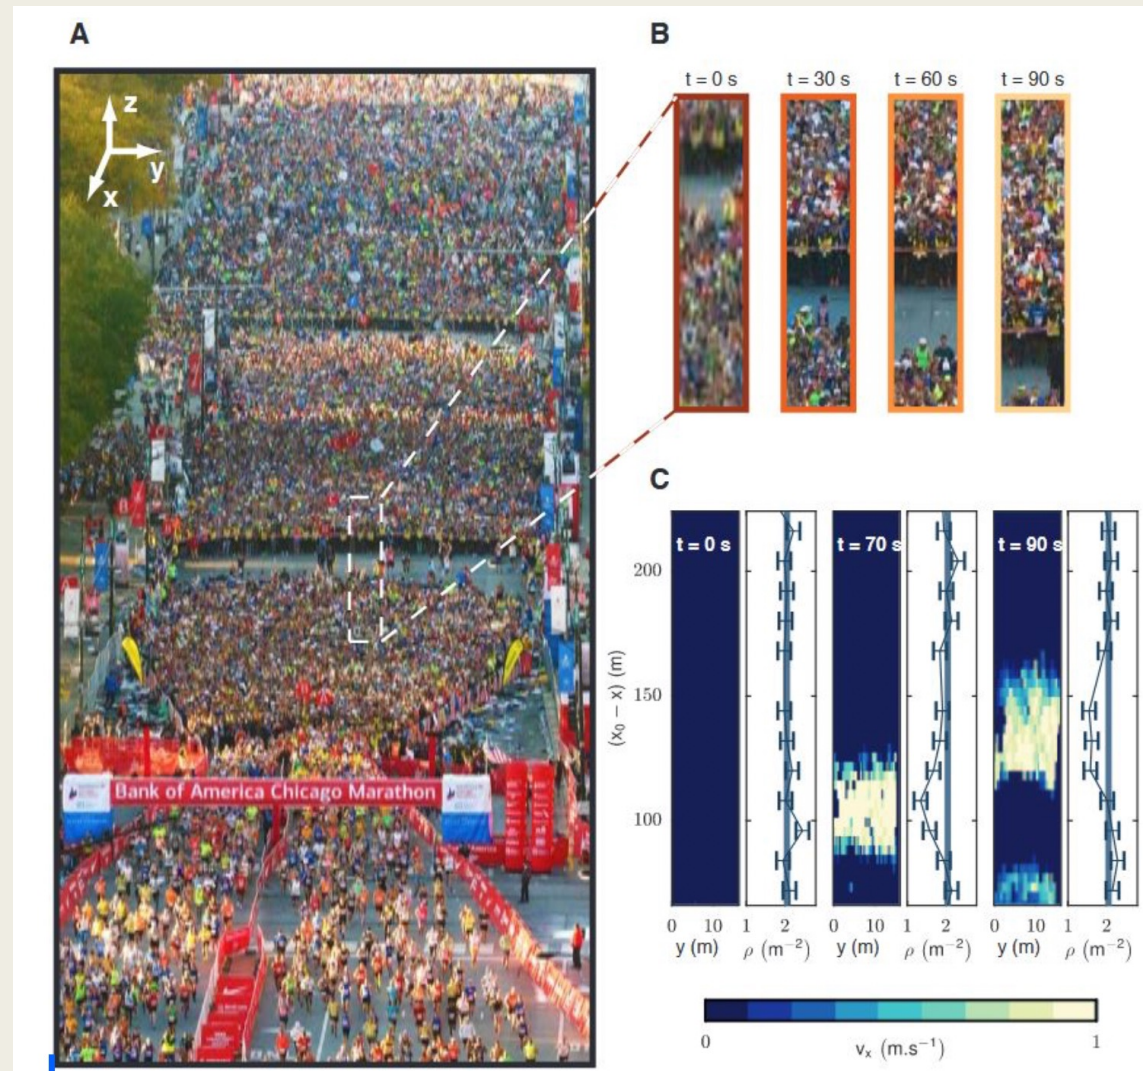 A
B
z
y
x
t = 0 s
t = 30 s
t = 60 s
t = 90 s
Bank of America Chicago Marathon
C
t = 0 s
t = 70 s
t = 90 s
200
150
100
(x₀ − x) (m)
0 10 1 2 0 10 1 2 0 10 1 2
y (m) ρ (m⁻²) y (m) ρ (m⁻²) y (m) ρ (m⁻²)
0 1
vₓ (m.s⁻¹)